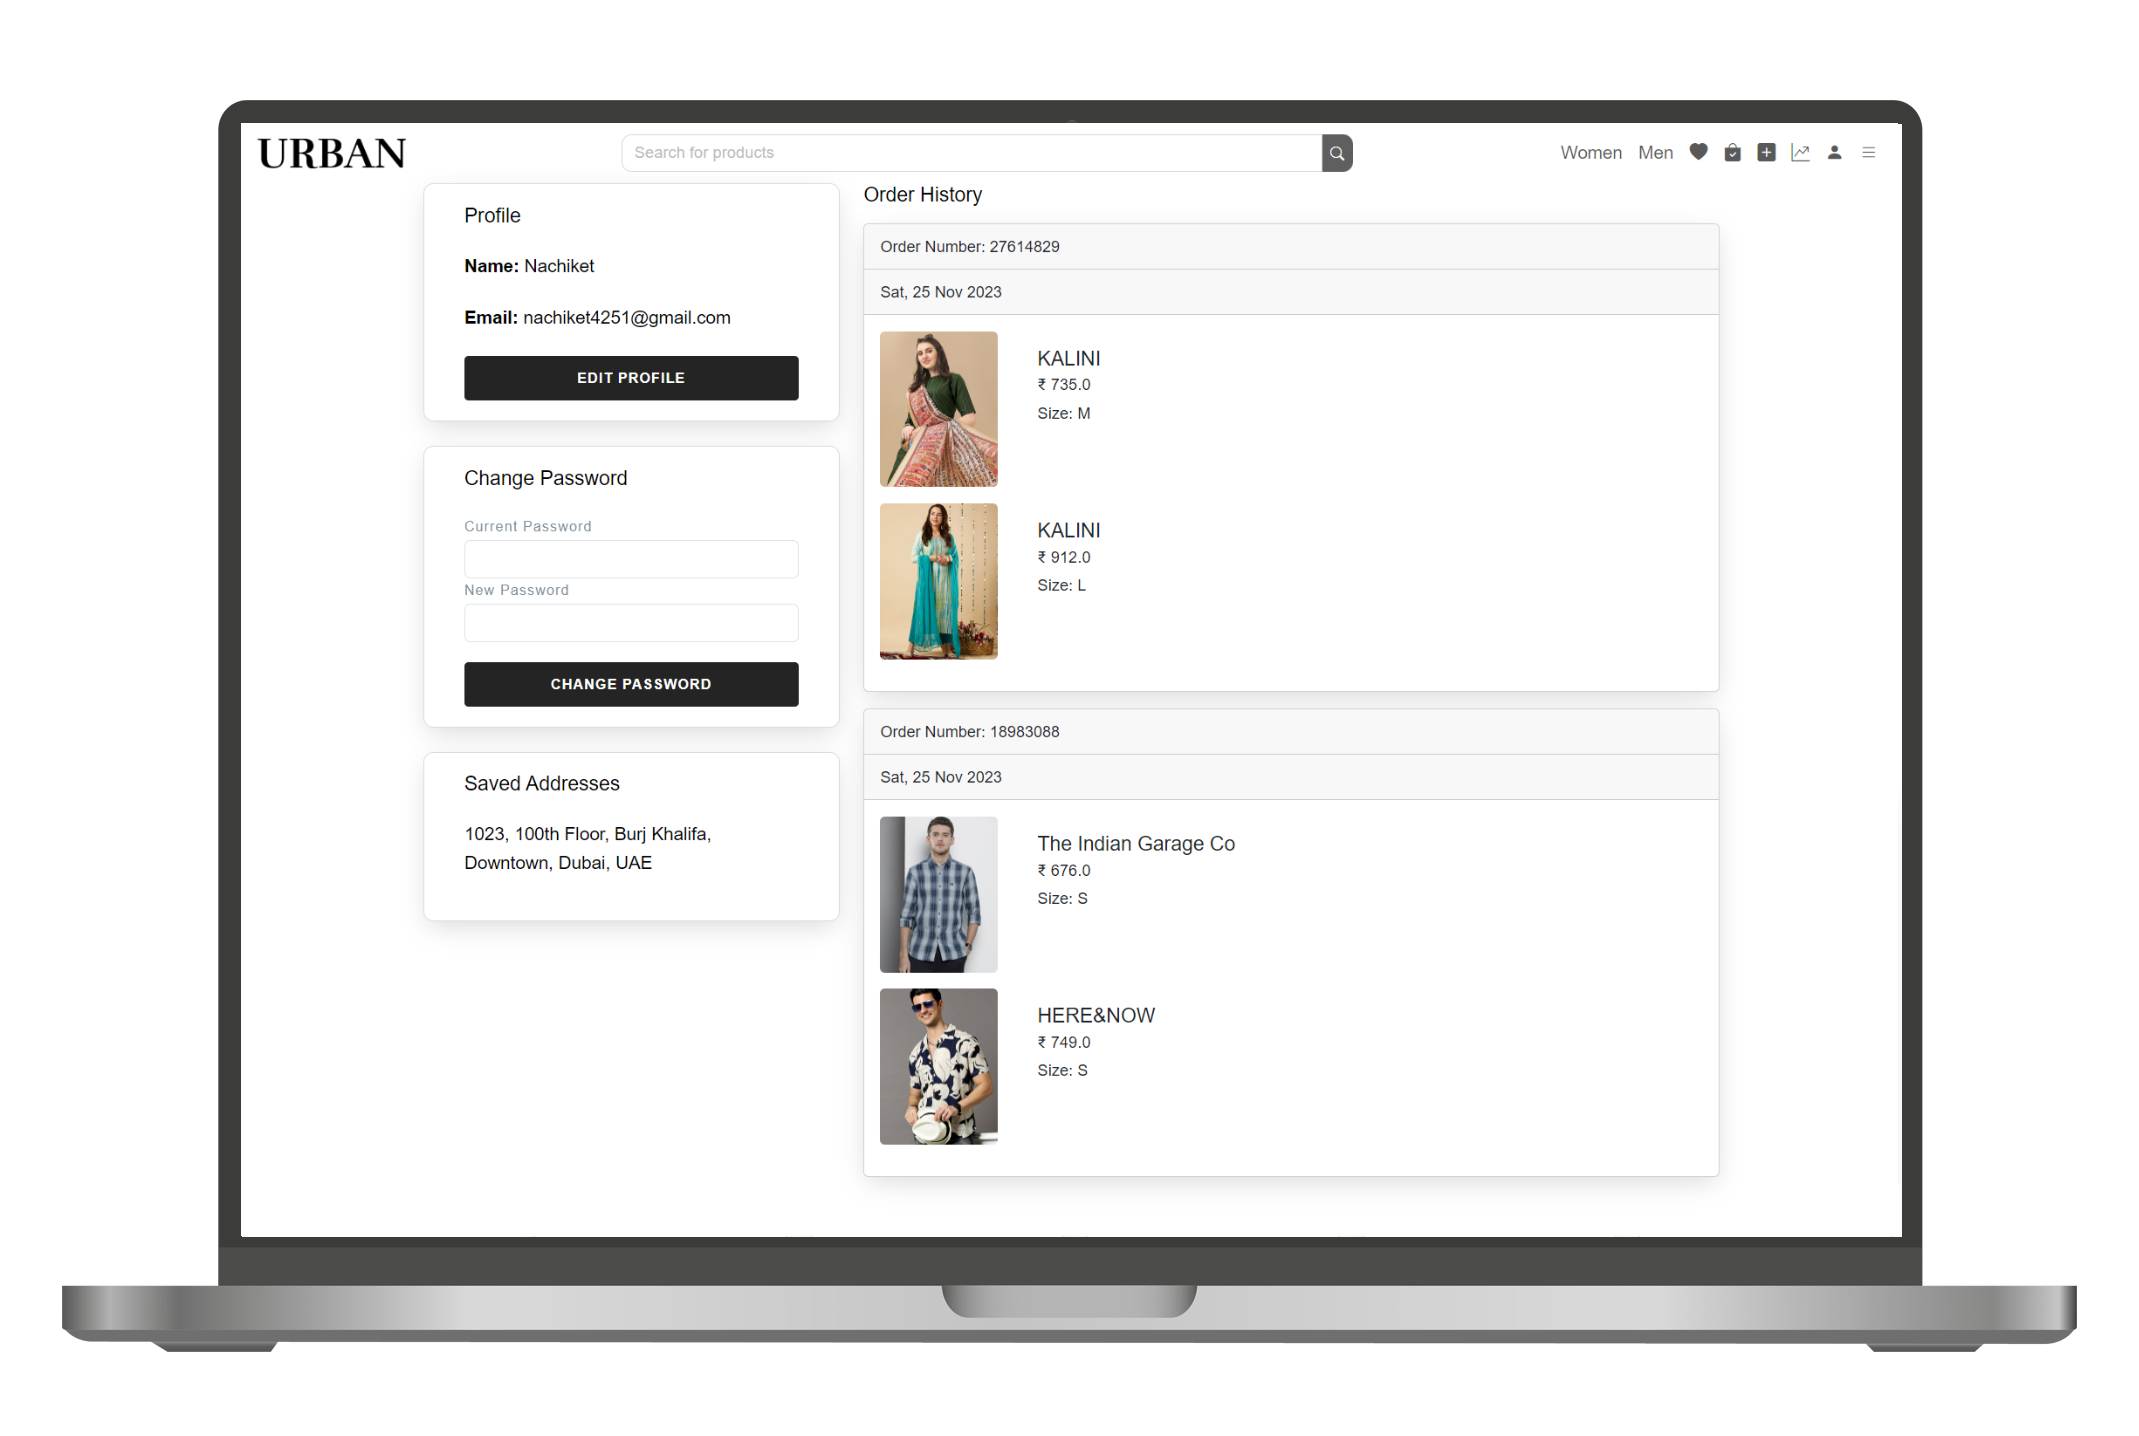 URBAN
Search for products
Women Men
Profile
Name: Nachiket
Email: nachiket4251@gmail.com
EDIT PROFILE
Change Password
Current Password
New Password
CHANGE PASSWORD
Saved Addresses
1023, 100th Floor, Burj Khalifa,
Downtown, Dubai, UAE
Order History
Order Number: 27614829
Sat, 25 Nov 2023
KALINI
₹ 735.0
Size: M
KALINI
₹ 912.0
Size: L
Order Number: 18983088
Sat, 25 Nov 2023
The Indian Garage Co
₹ 676.0
Size: S
HERE&NOW
₹ 749.0
Size: S